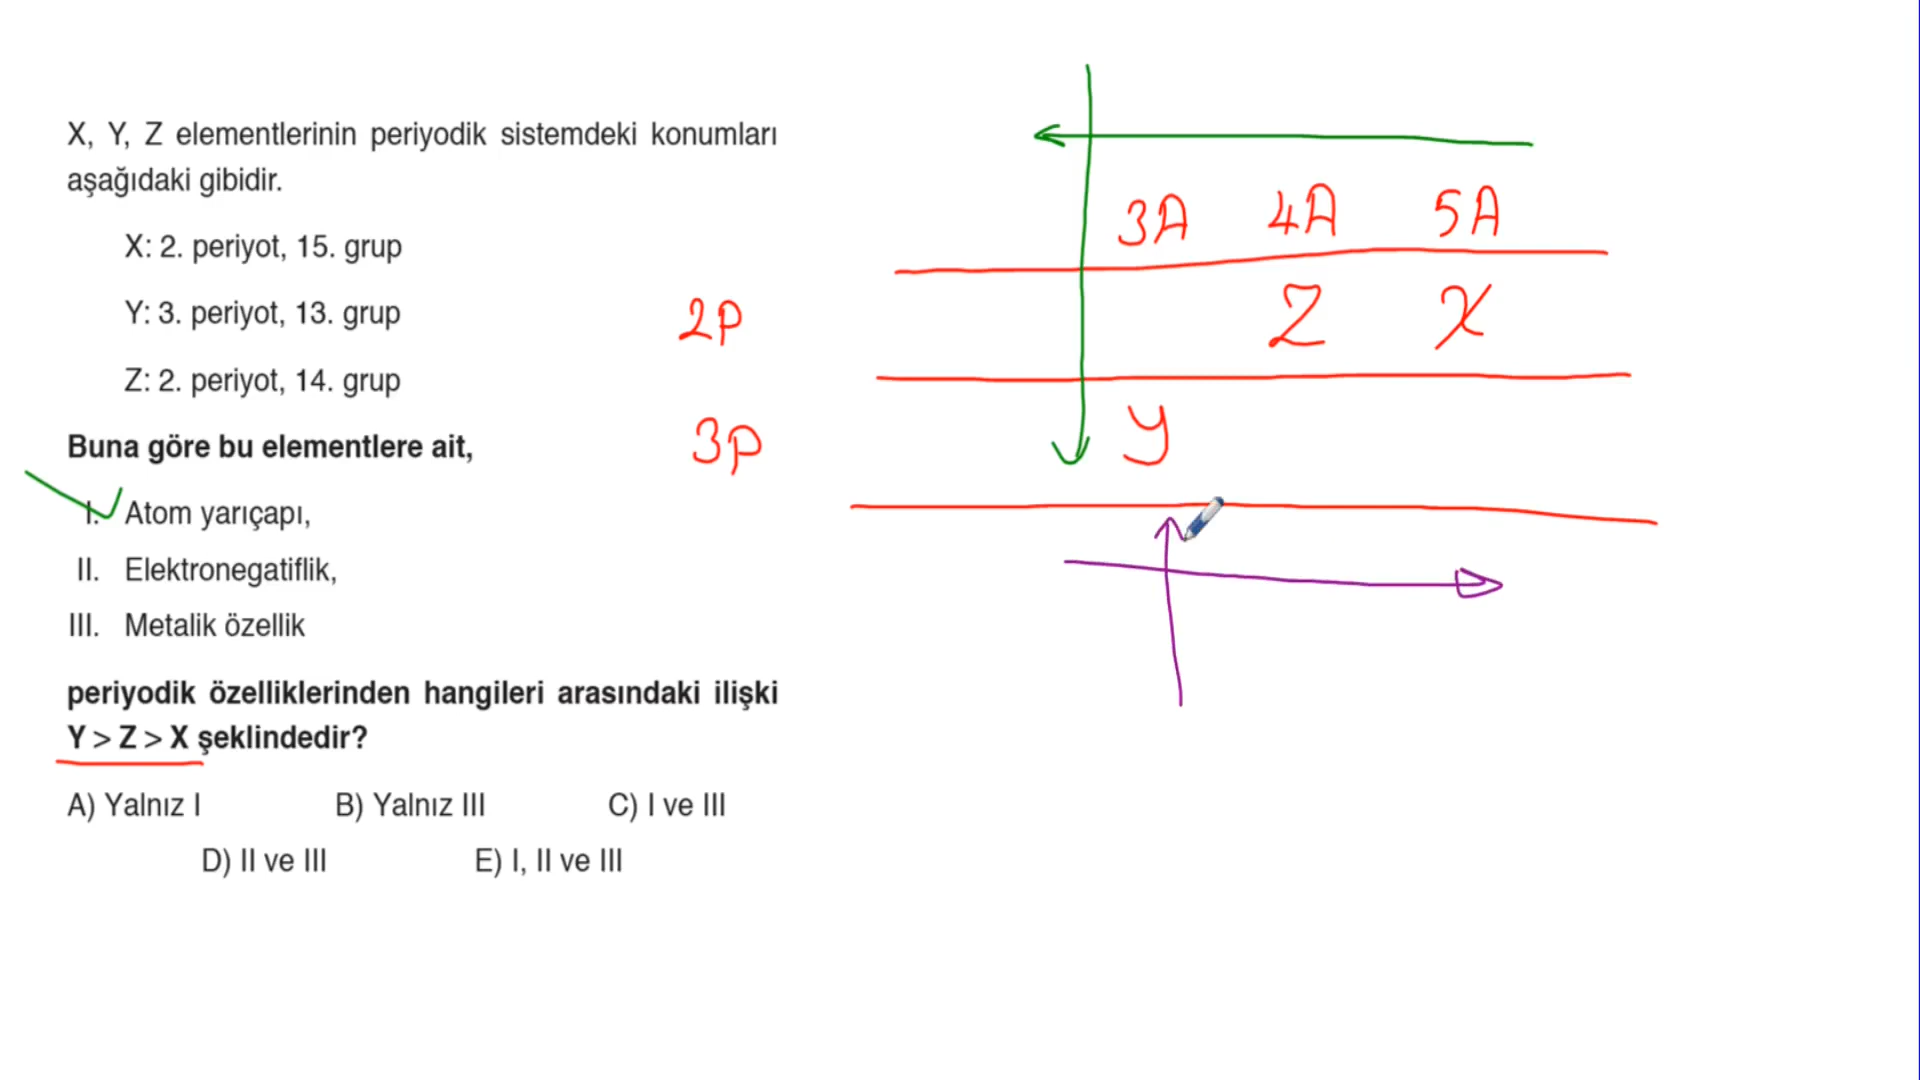 X, Y, Z elementlerinin periyodik sistemdeki konumları
aşağıdaki gibidir.
X: 2. periyot, 15. grup
Y: 3. periyot, 13. grup
Z: 2. periyot, 14. grup
Buna göre bu elementlere ait,
I. Atom yarıçapı,
II. Elektronegatiflik,
III. Metalik özellik
periyodik özelliklerinden hangileri arasındaki ilişki
Y > Z > X şeklindedir?
A) Yalnız I B) Yalnız III C) I ve III
D) II ve III E) I, II ve III
3A 4A 5A
2P Z X
3P Y